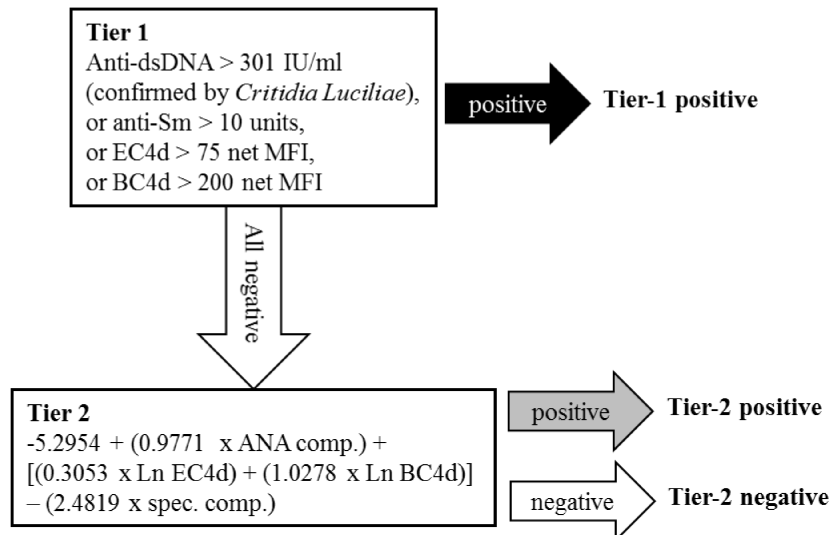 Tier 1
Anti-dsDNA > 301 IU/ml
(confirmed by Critidia Luciliae),
or anti-Sm > 10 units,
or EC4d > 75 net MFI,
or BC4d > 200 net MFI
positive
Tier-1 positive
All negative
Tier 2
-5.2954 + (0.9771 x ANA comp.) +
[(0.3053 x Ln EC4d) + (1.0278 x Ln BC4d)]
– (2.4819 x spec. comp.)
positive
Tier-2 positive
negative
Tier-2 negative